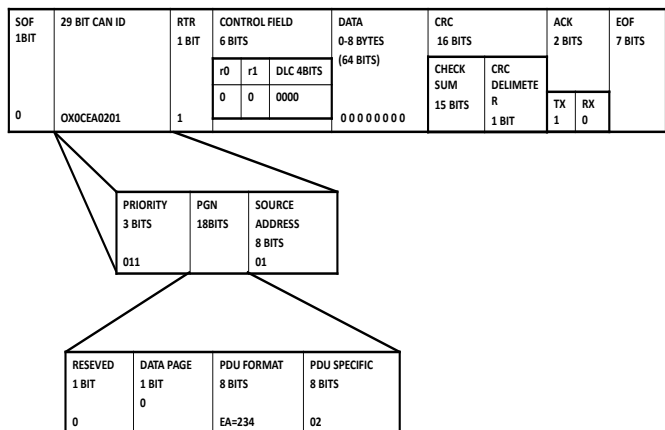 SOF
1BIT
0
29 BIT CAN ID
OX0CEA0201
RTR
1 BIT
1
CONTROL FIELD
6 BITS
r0 r1 DLC 4BITS
0 0 0000
DATA
0-8 BYTES
(64 BITS)
0 0 0 0 0 0 0 0
CRC
16 BITS
CHECK
SUM
15 BITS
CRC
DELIMETE
R
1 BIT
ACK
2 BITS
TX RX
1 0
EOF
7 BITS
PRIORITY
3 BITS
011
PGN
18BITS
SOURCE
ADDRESS
8 BITS
01
RESEVED
1 BIT
0
DATA PAGE
1 BIT
0
PDU FORMAT
8 BITS
EA=234
PDU SPECIFIC
8 BITS
02